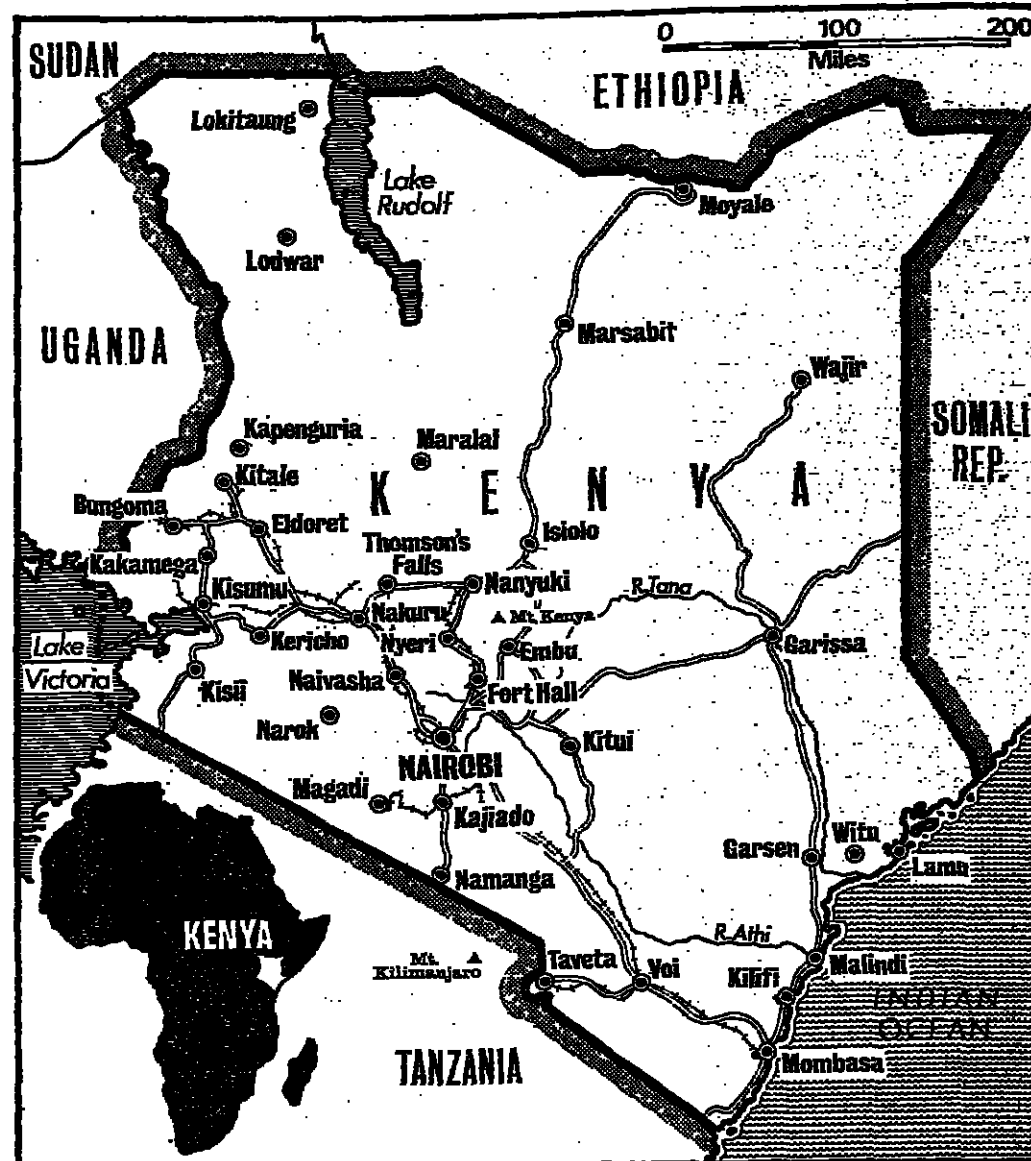 0 100 200
Miles
SUDAN
ETHIOPIA
Lokitaung
Lake
Rudolf
Moyale
Lodwar
UGANDA
Marsabit
Wajir
SOMALI
REP.
Kapenguria
Maralal
Kitale
KENYA
Bungoma
Eldoret
Isiolo
Thomson's
Falls
Kakamega
Kisumu
Nanyuki
R.Tana
Nakuru
Mt. Kenya
Lake
Victoria
Kericho
Nyeri
Embu
Garissa
Kisii
Naivasha
Fort Hall
Narok
Kitui
NAIROBI
Magadi
Kajiado
Garsen
Witu
Lamu
Namanga
KENYA
R.Athi
Mt.
Kilimanjaro
Taveta
Voi
Malindi
Kilifi
INDIAN
OCEAN
TANZANIA
Mombasa